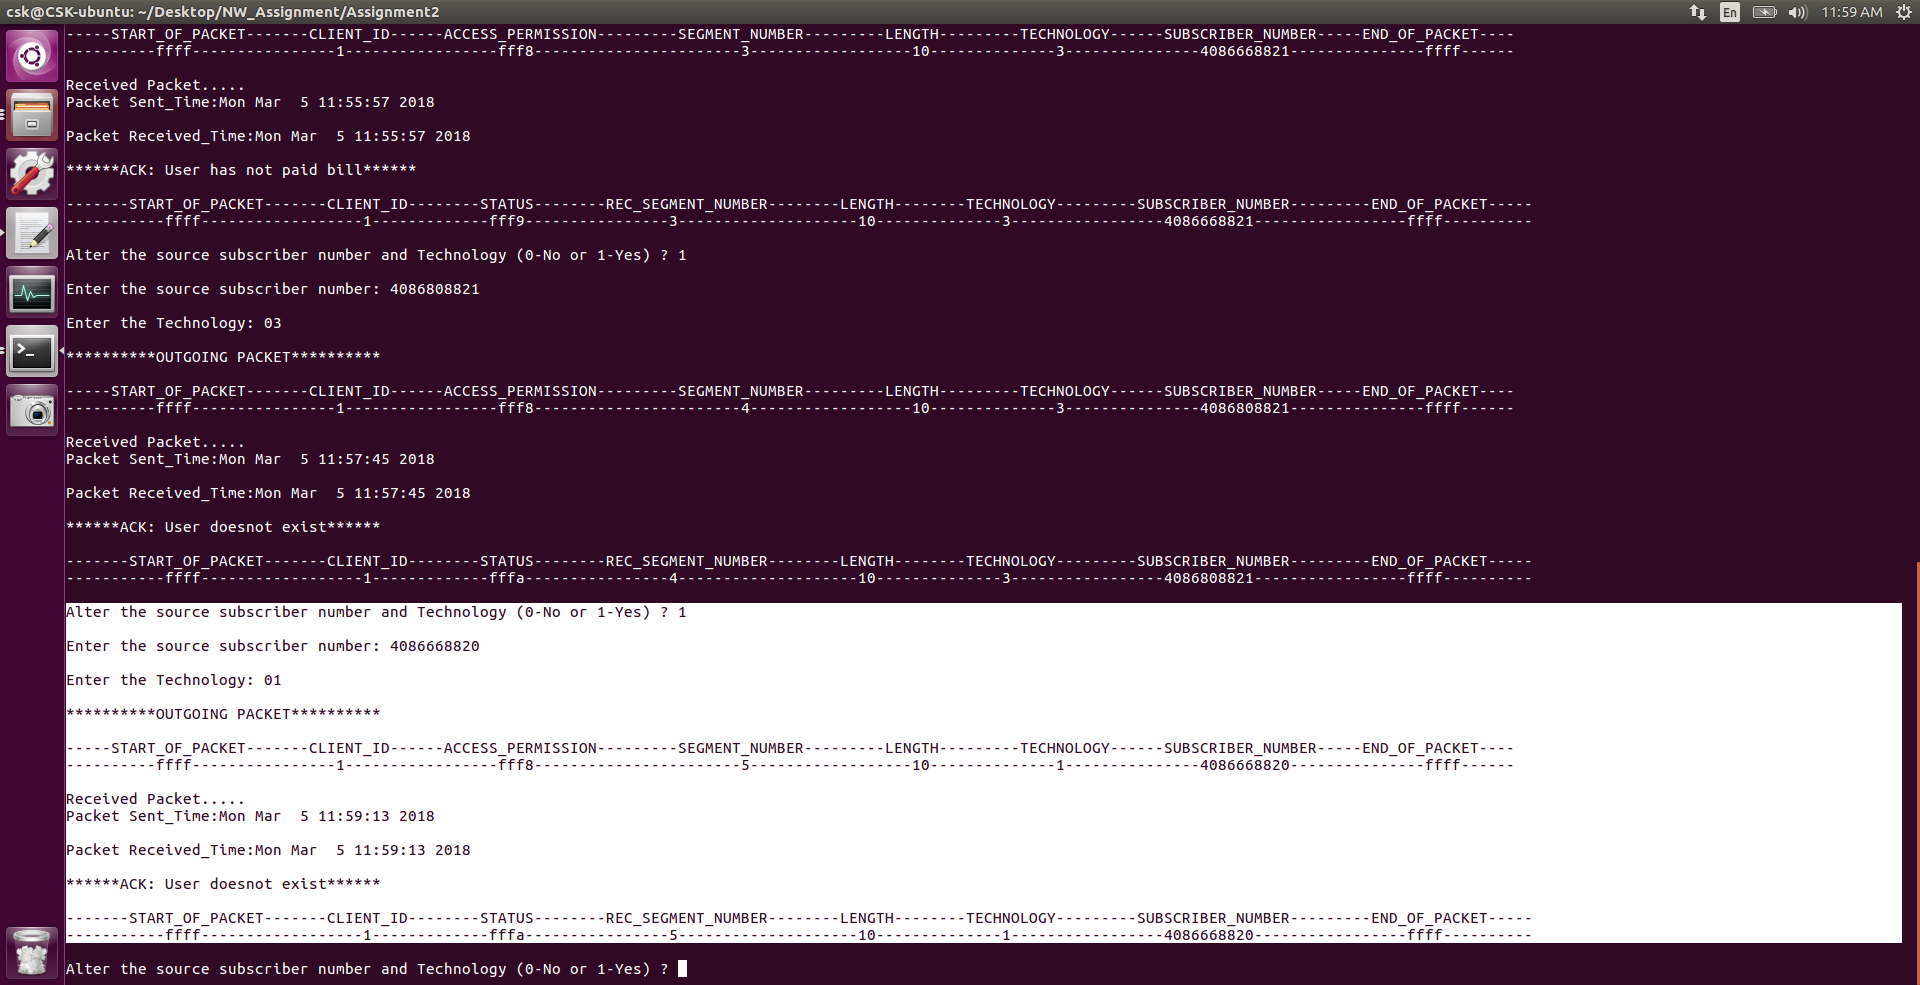 csk@CSK-ubuntu: ~/Desktop/NW_Assignment/Assignment2
En
11:59 AM
-----START_OF_PACKET-------CLIENT_ID------ACCESS_PERMISSION---------SEGMENT_NUMBER---------LENGTH---------TECHNOLOGY------SUBSCRIBER_NUMBER-----END_OF_PACKET----
----------ffff----------------1-----------------fff8-----------------------3------------------10--------------3---------------4086668821---------------ffff------
Received Packet.....
Packet Sent_Time:Mon Mar  5 11:55:57 2018
Packet Received_Time:Mon Mar  5 11:55:57 2018
******ACK: User has not paid bill******
-------START_OF_PACKET-------CLIENT_ID--------STATUS--------REC_SEGMENT_NUMBER--------LENGTH--------TECHNOLOGY---------SUBSCRIBER_NUMBER---------END_OF_PACKET-----
-----------ffff------------------1-------------fff9----------------3--------------------10--------------3-----------------4086668821-----------------ffff----------
Alter the source subscriber number and Technology (0-No or 1-Yes) ? 1
Enter the source subscriber number: 4086808821
Enter the Technology: 03
**********OUTGOING PACKET**********
-----START_OF_PACKET-------CLIENT_ID------ACCESS_PERMISSION---------SEGMENT_NUMBER---------LENGTH---------TECHNOLOGY------SUBSCRIBER_NUMBER-----END_OF_PACKET----
----------ffff----------------1-----------------fff8-----------------------4------------------10--------------3---------------4086808821---------------ffff------
Received Packet.....
Packet Sent_Time:Mon Mar  5 11:57:45 2018
Packet Received_Time:Mon Mar  5 11:57:45 2018
******ACK: User doesnot exist******
-------START_OF_PACKET-------CLIENT_ID--------STATUS--------REC_SEGMENT_NUMBER--------LENGTH--------TECHNOLOGY---------SUBSCRIBER_NUMBER---------END_OF_PACKET-----
-----------ffff------------------1-------------fffa----------------4--------------------10--------------3-----------------4086808821-----------------ffff----------
Alter the source subscriber number and Technology (0-No or 1-Yes) ? 1
Enter the source subscriber number: 4086668820
Enter the Technology: 01
**********OUTGOING PACKET**********
-----START_OF_PACKET-------CLIENT_ID------ACCESS_PERMISSION---------SEGMENT_NUMBER---------LENGTH---------TECHNOLOGY------SUBSCRIBER_NUMBER-----END_OF_PACKET----
----------ffff----------------1-----------------fff8-----------------------5------------------10--------------1---------------4086668820---------------ffff------
Received Packet.....
Packet Sent_Time:Mon Mar  5 11:59:13 2018
Packet Received_Time:Mon Mar  5 11:59:13 2018
******ACK: User doesnot exist******
-------START_OF_PACKET-------CLIENT_ID--------STATUS--------REC_SEGMENT_NUMBER--------LENGTH--------TECHNOLOGY---------SUBSCRIBER_NUMBER---------END_OF_PACKET-----
-----------ffff------------------1-------------fffa----------------5--------------------10--------------1-----------------4086668820-----------------ffff----------
Alter the source subscriber number and Technology (0-No or 1-Yes) ?